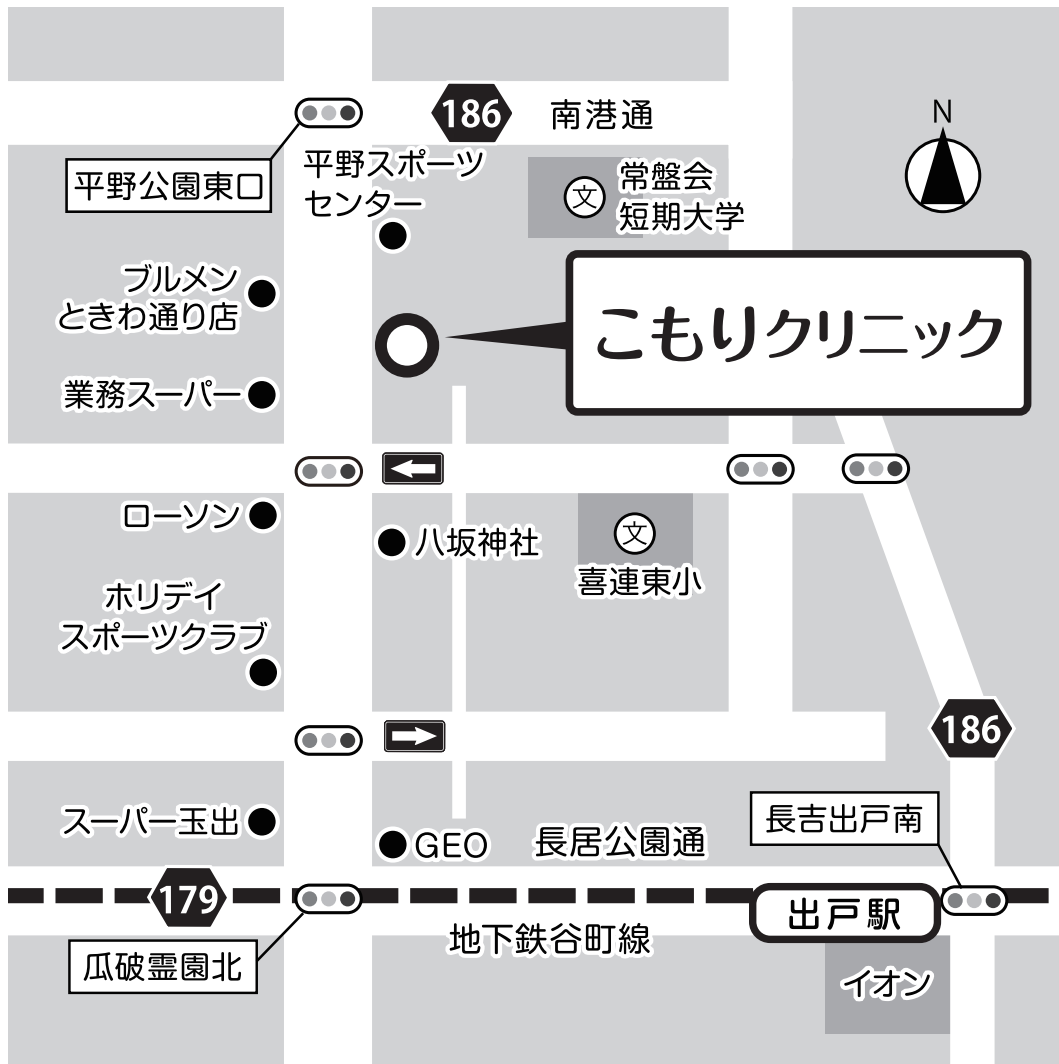 186
南港通
N
平野公園東口
平野スポーツ
センター
文
常盤会
短期大学
ブルメン
ときわ通り店
こもりクリニック
業務スーパー
ローソン
八坂神社
文
喜連東小
ホリデイ
スポーツクラブ
186
スーパー玉出
GEO
長居公園通
長吉出戸南
179
出戸駅
地下鉄谷町線
瓜破霊園北
イオン